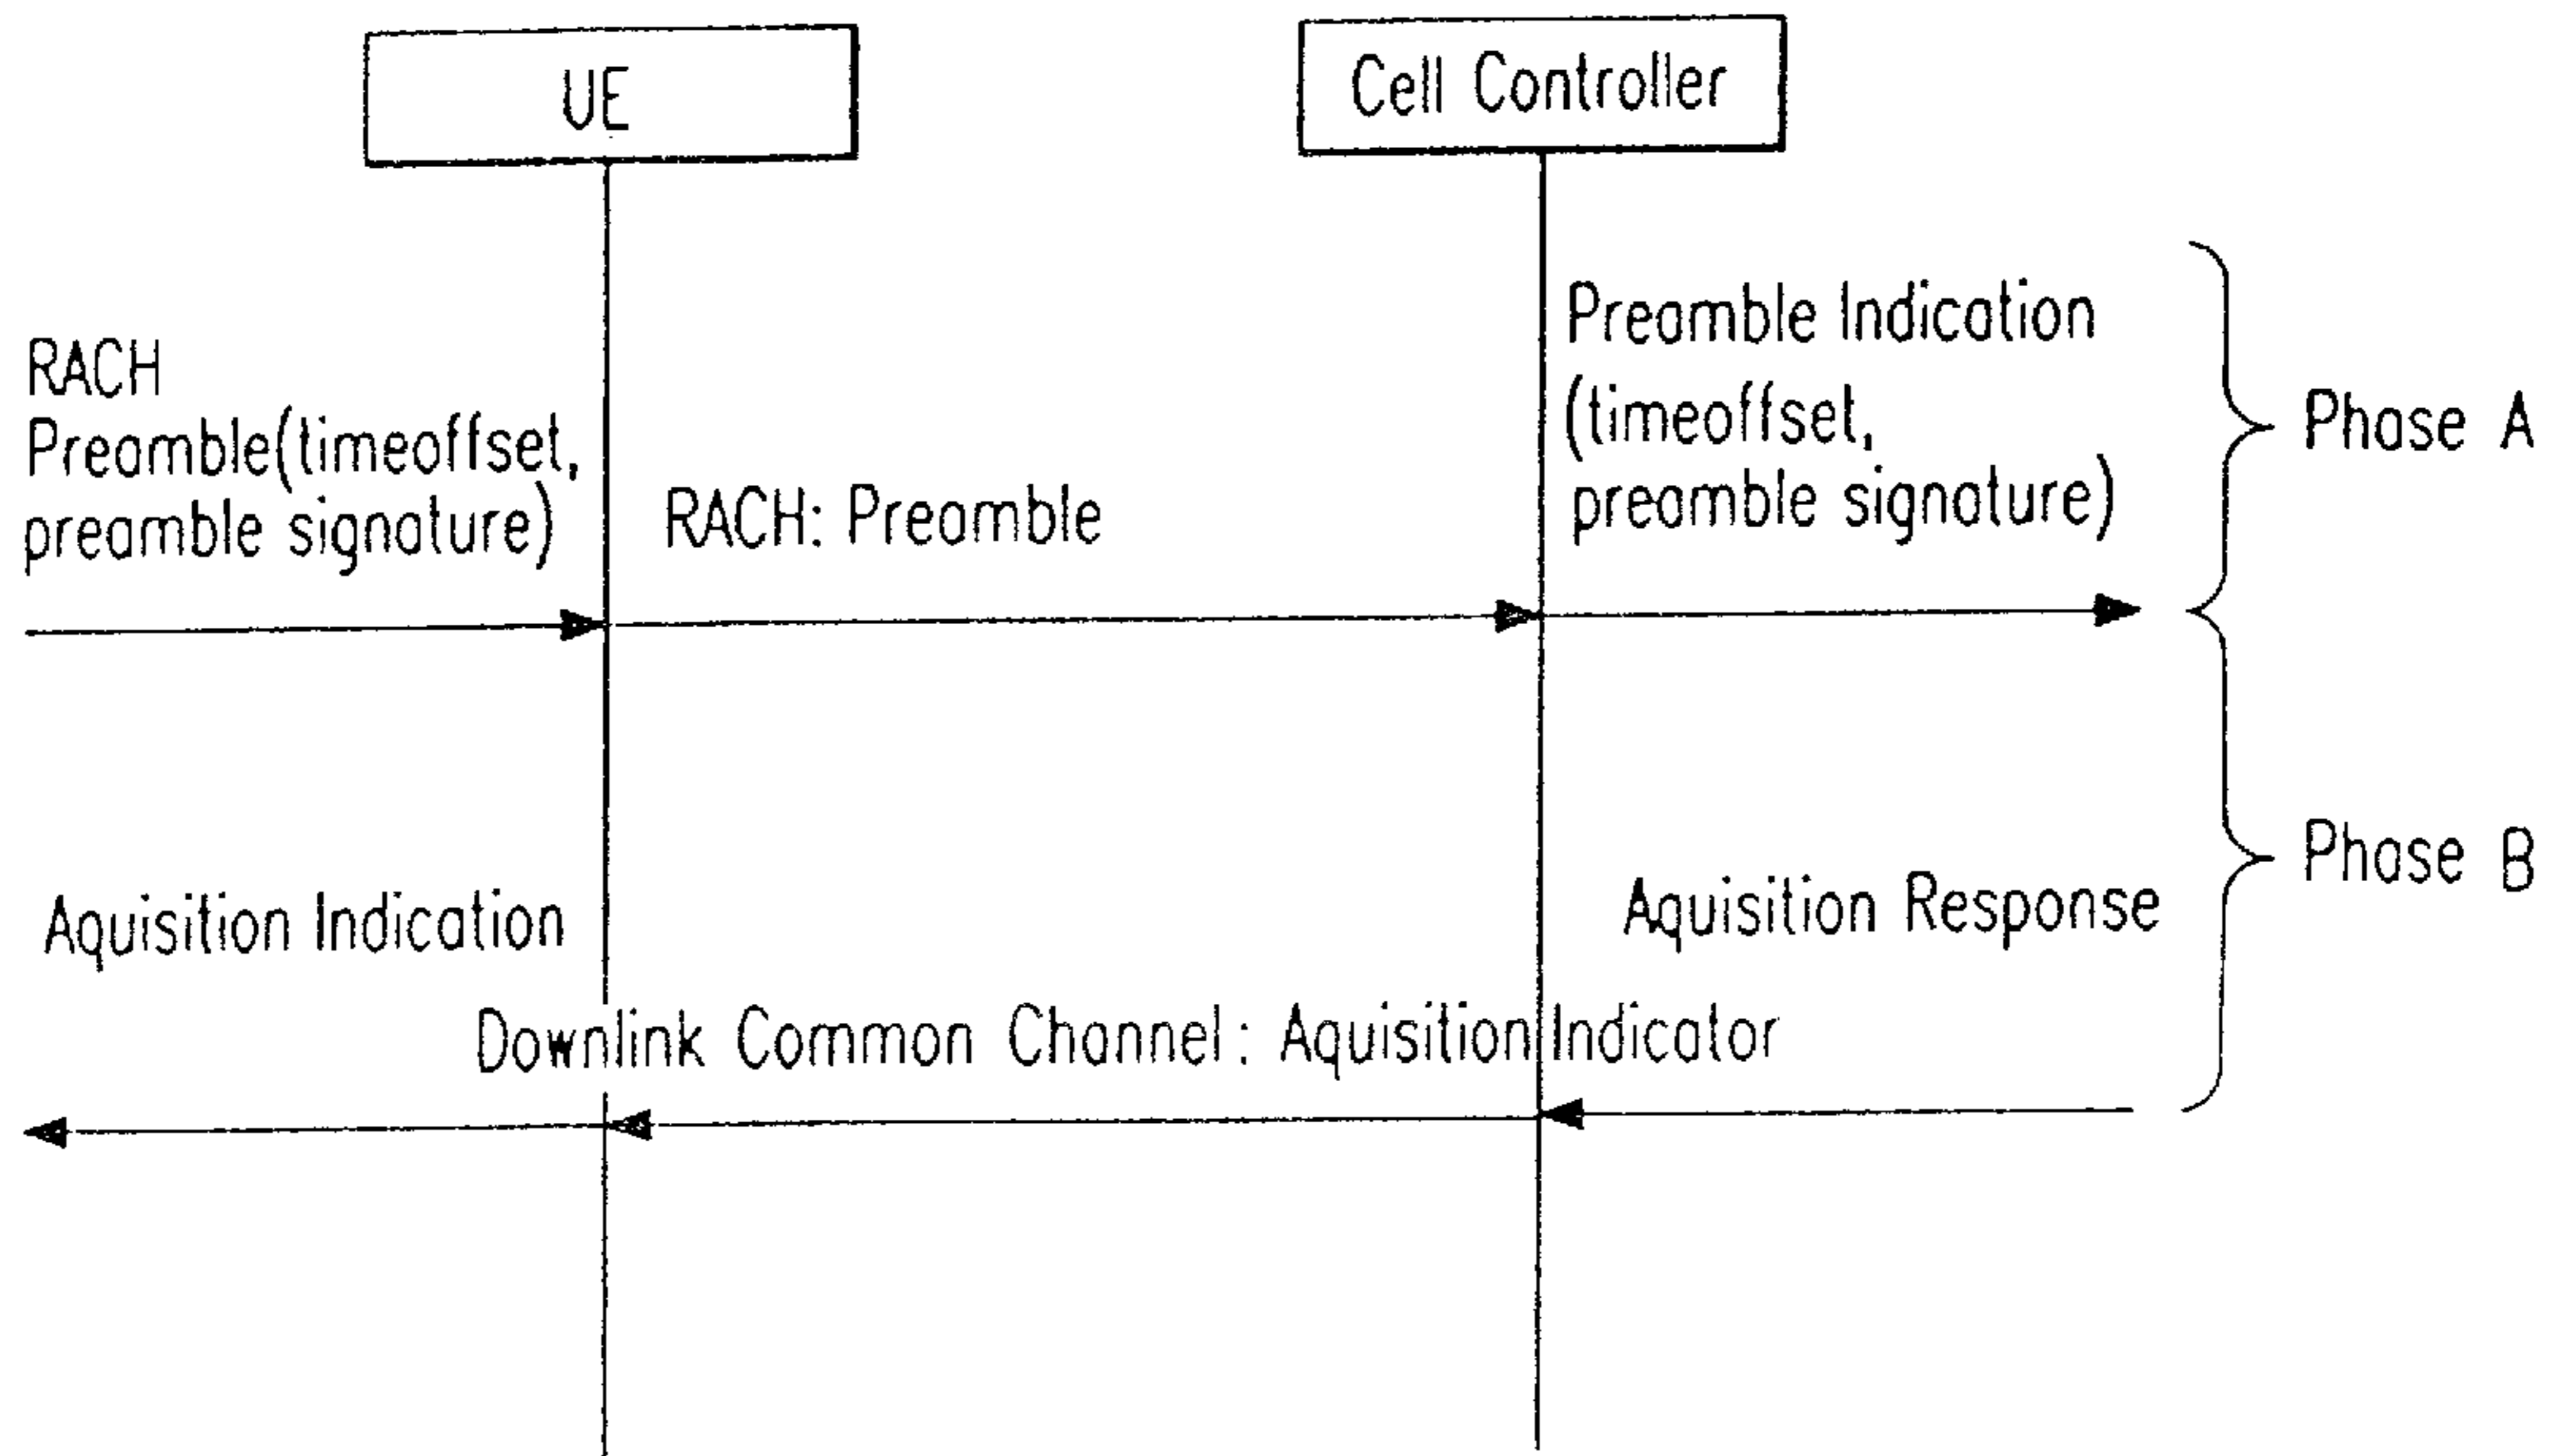 UE
Cell Controller
RACH
Preamble(timeoffset,
preamble signature)
RACH: Preamble
Preamble Indication
(timeoffset,
preamble signature)
Phase A
Aquisition Indication
Aquisition Response
Phase B
Downlink Common Channel: Aquisition Indicator